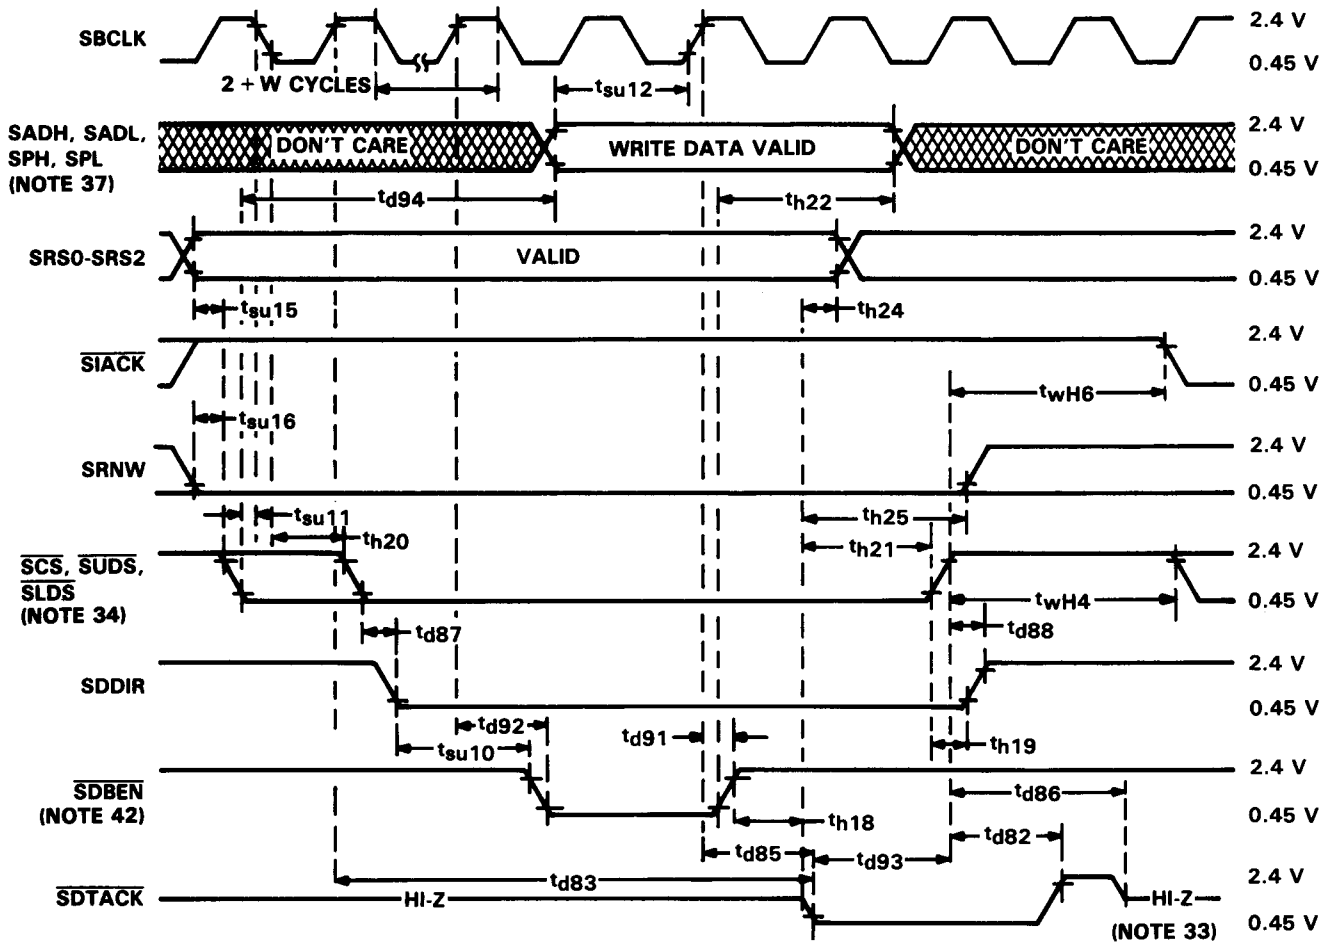 SBCLK
2.4 V
0.45 V
2 + W CYCLES
tsu12
SADH, SADL,
SPH, SPL
(NOTE 37)
DON'T CARE
WRITE DATA VALID
DON'T CARE
2.4 V
0.45 V
td94
th22
SRS0-SRS2
VALID
2.4 V
0.45 V
tsu15
th24
SIACK
2.4 V
0.45 V
tsu16
twH6
SRNW
2.4 V
0.45 V
tsu11
th25
th20
th21
SCS, SUDS,
SLDS
(NOTE 34)
2.4 V
0.45 V
twH4
td87
td88
SDDIR
2.4 V
0.45 V
td92
td91
tsu10
th19
SDBEN
(NOTE 42)
2.4 V
0.45 V
td86
th18
td82
td85
td93
td83
SDTACK
HI-Z
HI-Z
(NOTE 33)
2.4 V
0.45 V